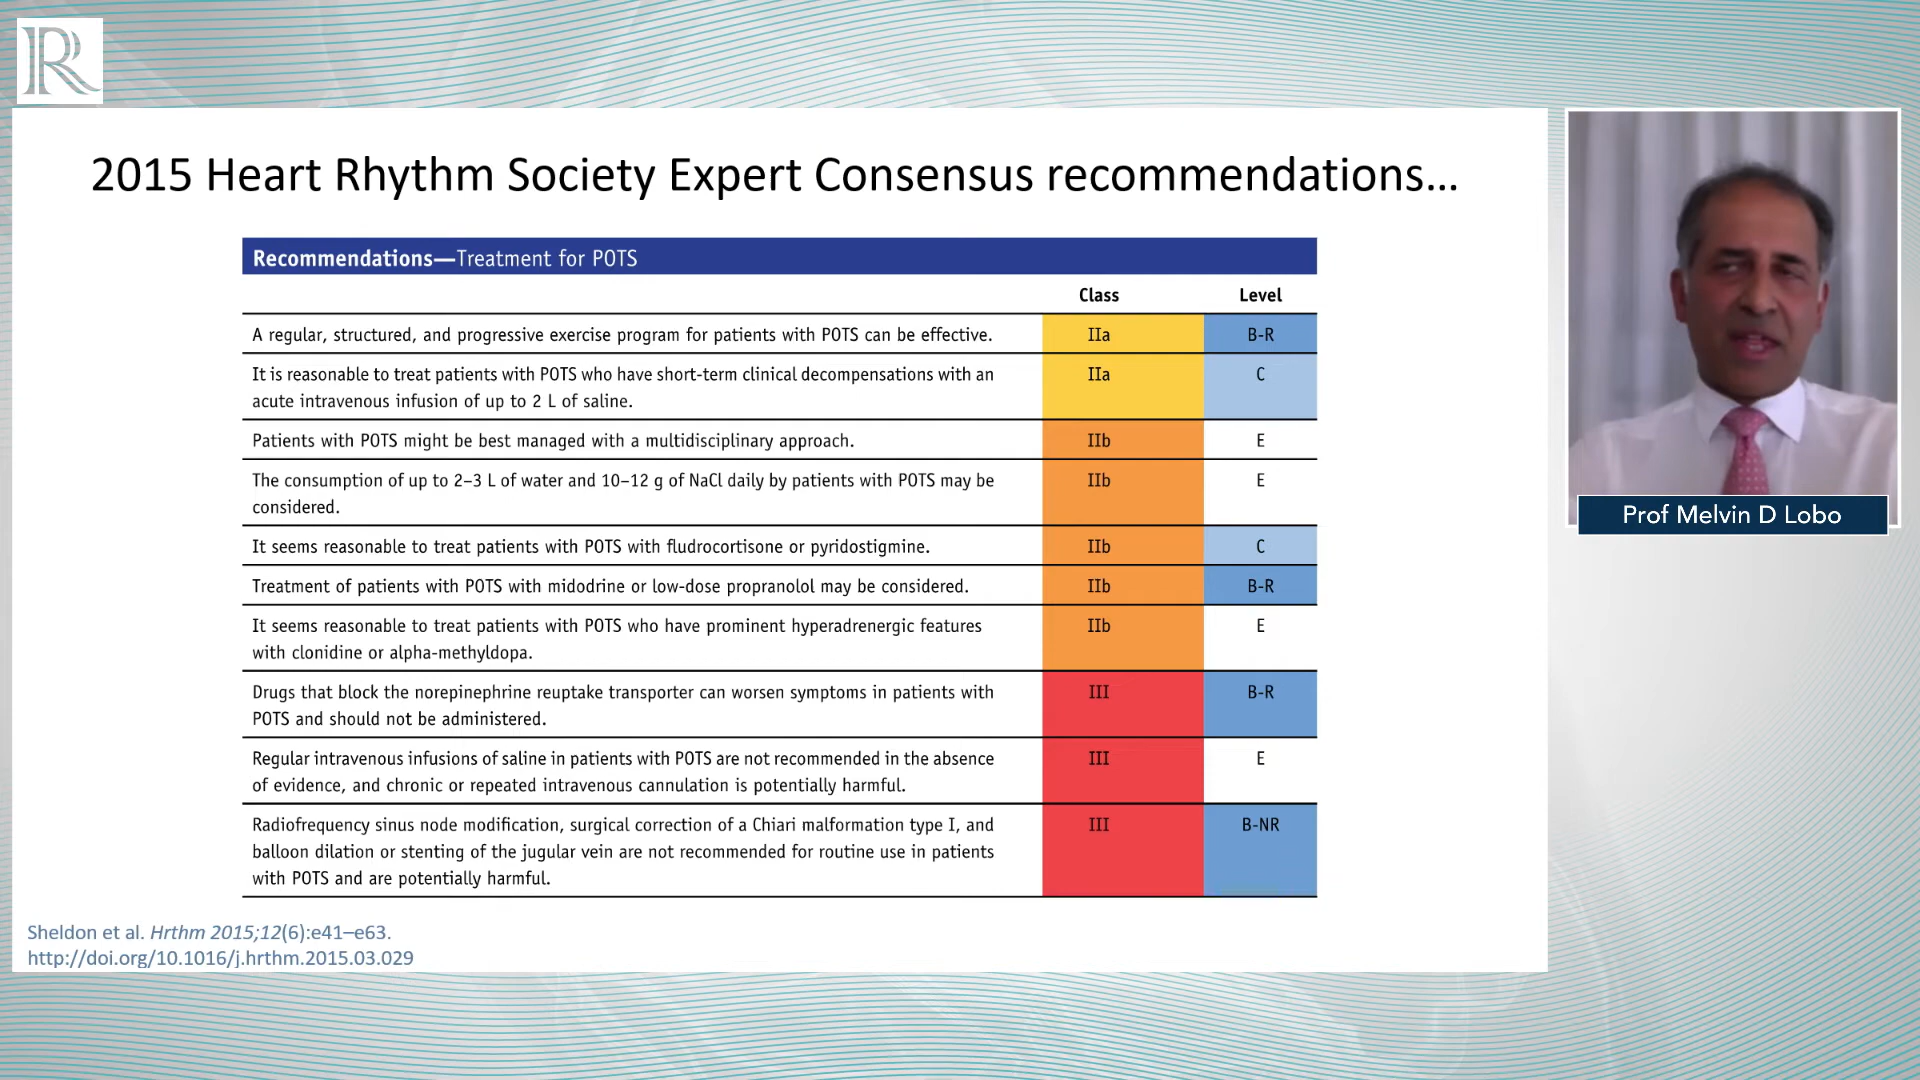 R
2015 Heart Rhythm Society Expert Consensus recommendations...
Recommendations—Treatment for POTS
Class Level
A regular, structured, and progressive exercise program for patients with POTS can be effective. IIa B-R
It is reasonable to treat patients with POTS who have short-term clinical decompensations with an IIa C
acute intravenous infusion of up to 2 L of saline.
Patients with POTS might be best managed with a multidisciplinary approach. IIb E
The consumption of up to 2–3 L of water and 10–12 g of NaCl daily by patients with POTS may be IIb E
considered.
It seems reasonable to treat patients with POTS with fludrocortisone or pyridostigmine. IIb C
Treatment of patients with POTS with midodrine or low-dose propranolol may be considered. IIb B-R
It seems reasonable to treat patients with POTS who have prominent hyperadrenergic features IIb E
with clonidine or alpha-methyldopa.
Drugs that block the norepinephrine reuptake transporter can worsen symptoms in patients with III B-R
POTS and should not be administered.
Regular intravenous infusions of saline in patients with POTS are not recommended in the absence III E
of evidence, and chronic or repeated intravenous cannulation is potentially harmful.
Radiofrequency sinus node modification, surgical correction of a Chiari malformation type I, and III B-NR
balloon dilation or stenting of the jugular vein are not recommended for routine use in patients
with POTS and are potentially harmful.
Sheldon et al. Hrthm 2015;12(6):e41–e63.
http://doi.org/10.1016/j.hrthm.2015.03.029
Prof Melvin D Lobo